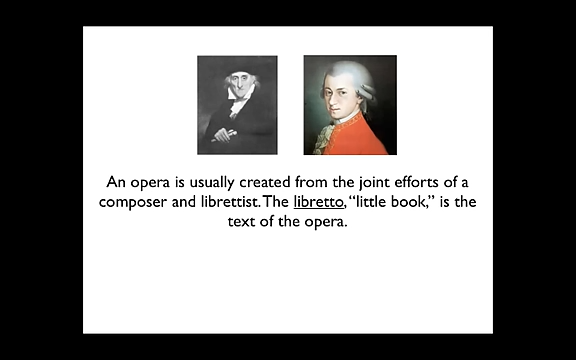 An opera is usually created from the joint efforts of a
composer and librettist. The libretto, “little book,” is the
text of the opera.